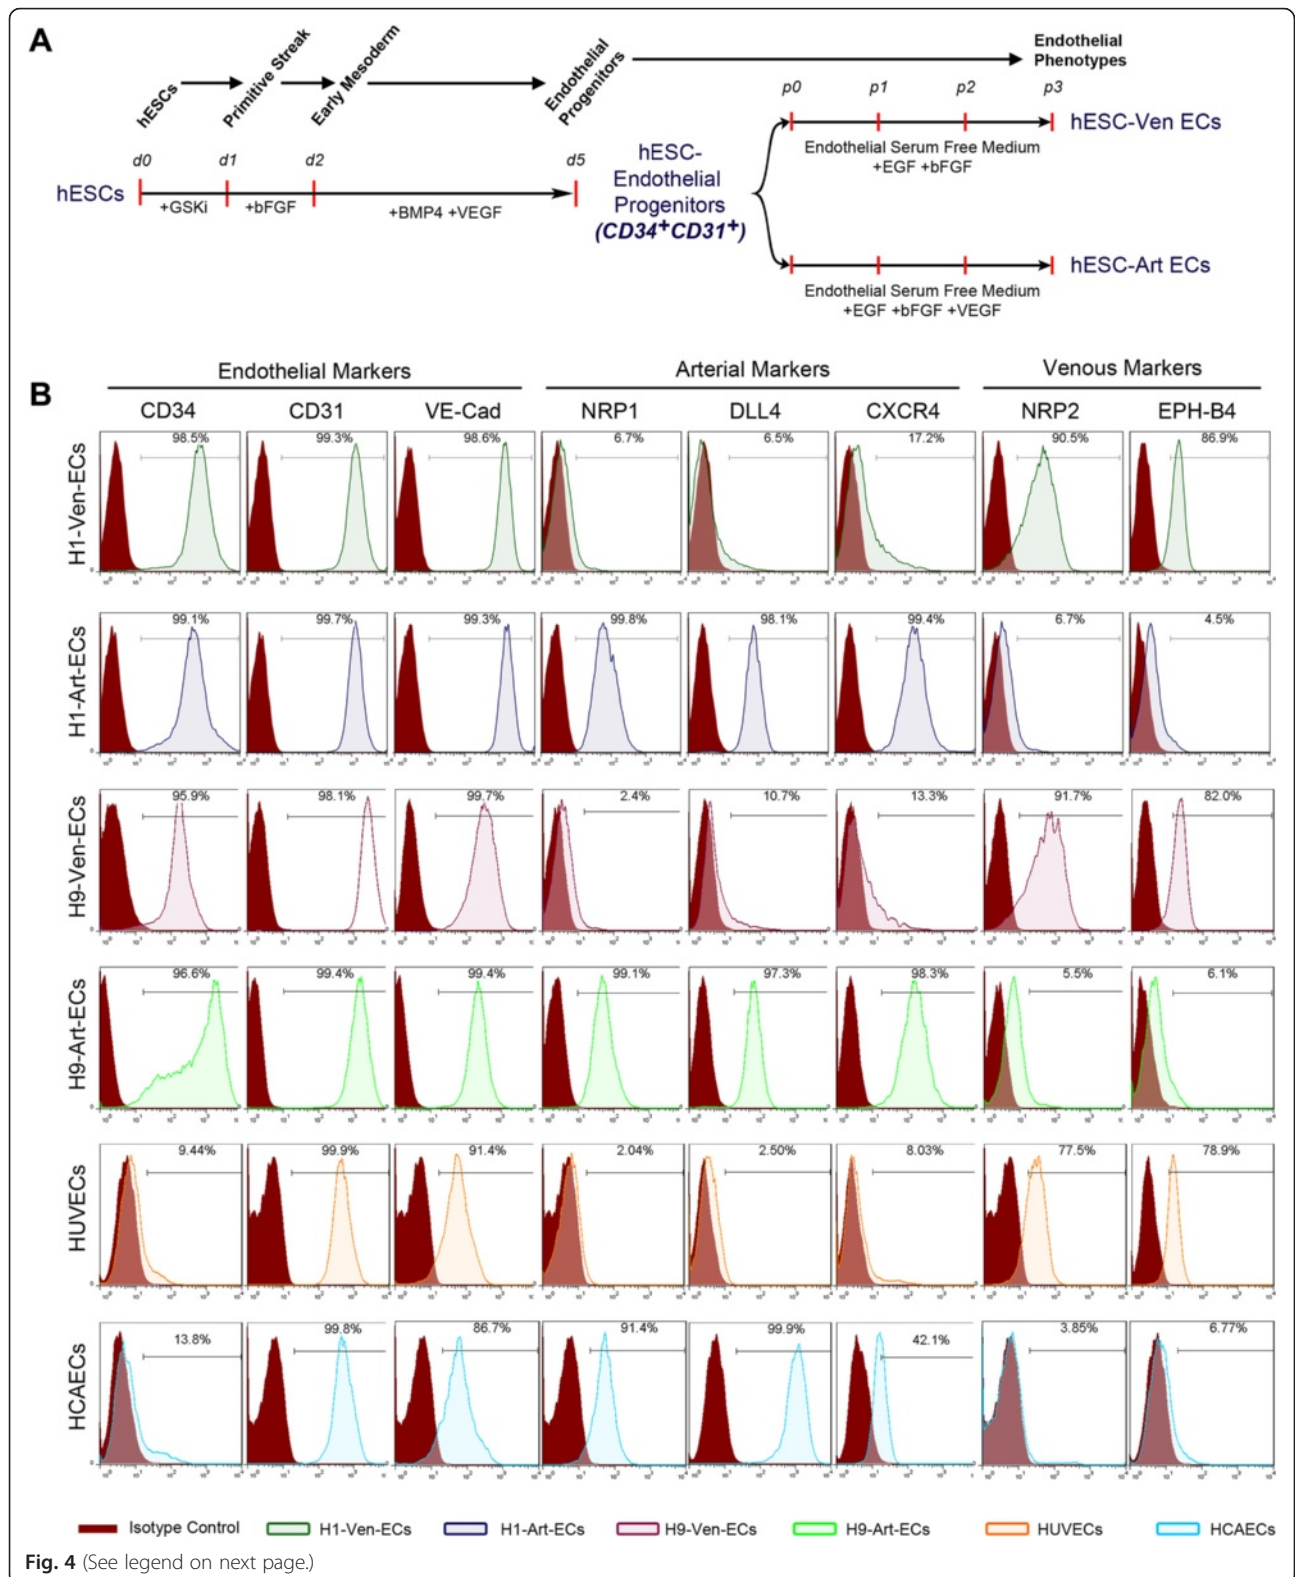 A
hESCs
Primitive Streak
Early Mesoderm
Endothelial
Progenitors
Endothelial
Phenotypes
d0
d1
d2
d5
hESCs
+GSKi
+bFGF
+BMP4 +VEGF
hESC-
Endothelial
Progenitors
(CD34+CD31+)
p0
p1
p2
p3
hESC-Ven ECs
Endothelial Serum Free Medium
+EGF +bFGF
hESC-Art ECs
Endothelial Serum Free Medium
+EGF +bFGF +VEGF
B
Endothelial Markers
Arterial Markers
Venous Markers
CD34 CD31 VE-Cad NRP1 DLL4 CXCR4 NRP2 EPH-B4
H1-Ven-ECs
98.5% 99.3% 98.6% 6.7% 6.5% 17.2% 90.5% 86.9%
H1-Art-ECs
99.1% 99.7% 99.3% 99.8% 98.1% 99.4% 6.7% 4.5%
H9-Ven-ECs
95.9% 98.1% 99.7% 2.4% 10.7% 13.3% 91.7% 82.0%
H9-Art-ECs
96.6% 99.4% 99.4% 99.1% 97.3% 98.3% 5.5% 6.1%
HUVECs
9.44% 99.9% 91.4% 2.04% 2.50% 8.03% 77.5% 78.9%
HCAECs
13.8% 99.8% 86.7% 91.4% 99.9% 42.1% 3.85% 6.77%
Isotype Control H1-Ven-ECs H1-Art-ECs H9-Ven-ECs H9-Art-ECs HUVECs HCAECs
Fig. 4 (See legend on next page.)